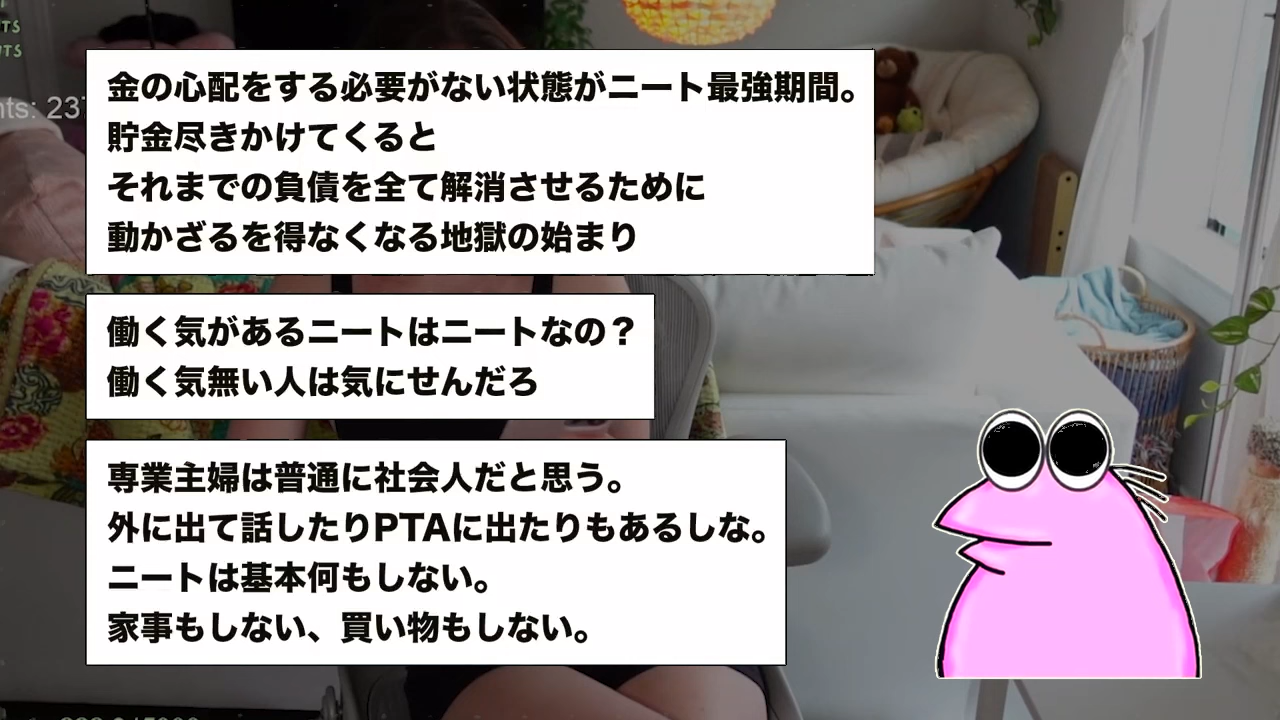 TS
TS
nts: 237
金の心配をする必要がない状態がニート最強期間。
貯金尽きかけてくると
それまでの負債を全て解消させるために
動かざるを得なくなる地獄の始まり
働く気があるニートはニートなの？
働く気無い人は気にせんだろ
専業主婦は普通に社会人だと思う。
外に出て話したりPTAに出たりもあるしな。
ニートは基本何もしない。
家事もしない、買い物もしない。